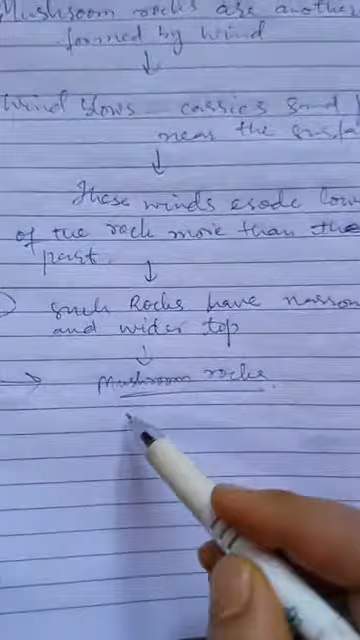 Mushroom rocks are another
formed by wind
Wind blows carries sand
near the
These winds erode low
of the rock more than the
part.
such Rocks have narrow
and wider top
Mushroom rocks.